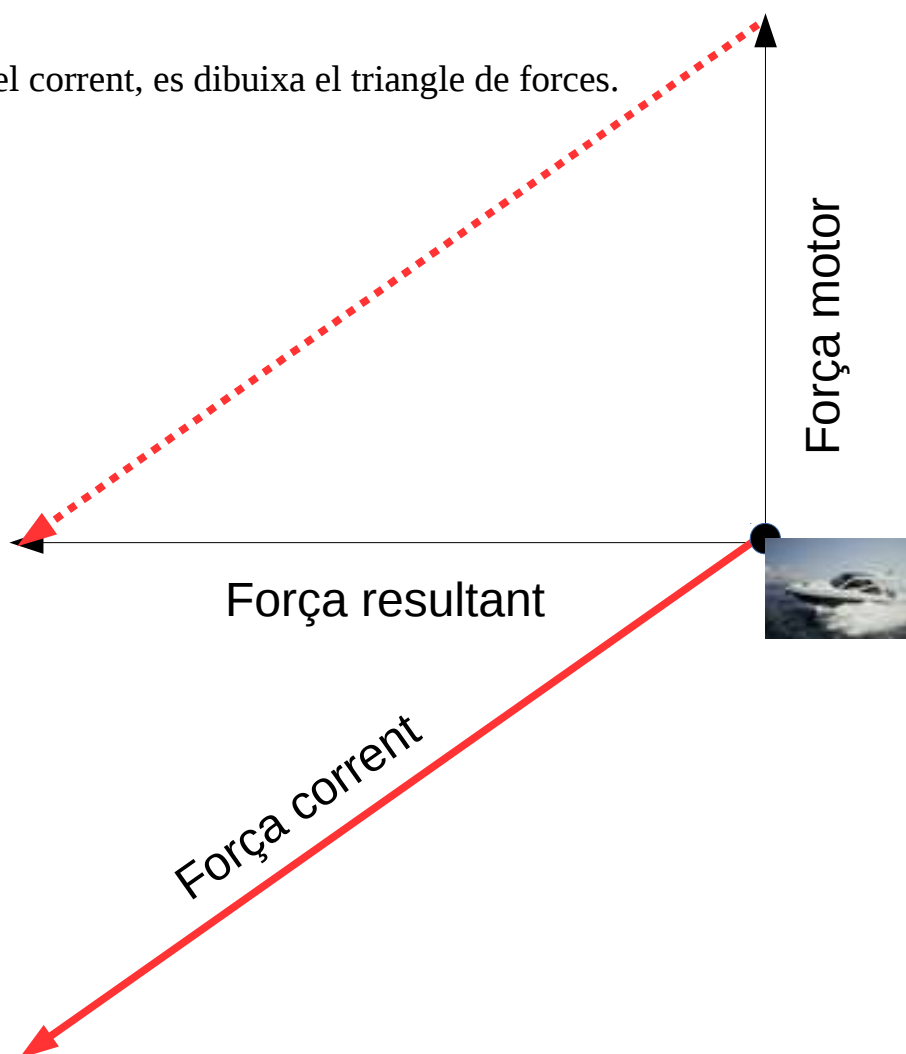 el corrent, es dibuixa el triangle de forces.
Força motor
Força resultant
Força corrent